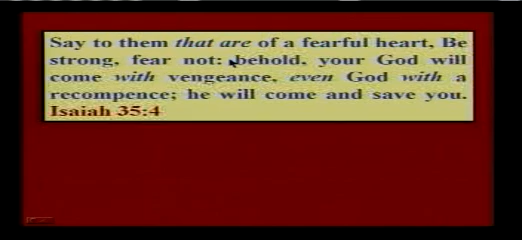 Say to them that are of a fearful heart, Be
strong, fear not: behold, your God will
come with vengeance, even God with a
recompence; he will come and save you.
Isaiah 35:4